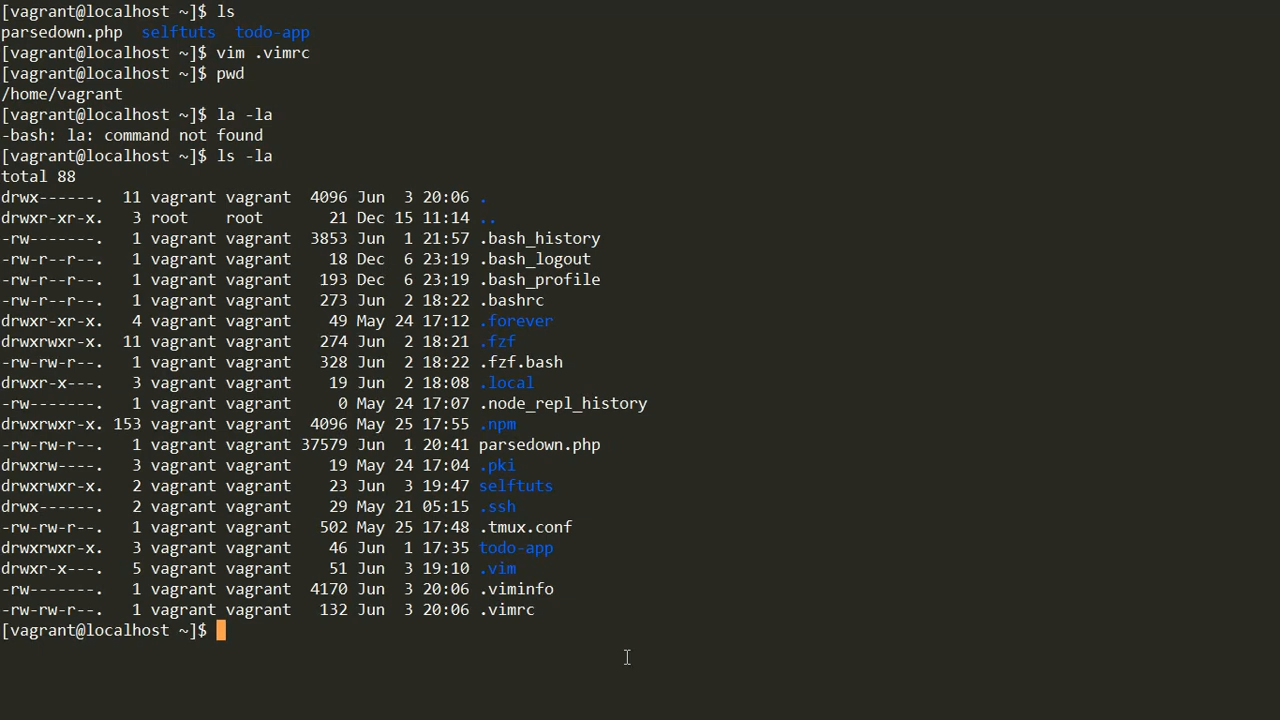 [vagrant@localhost ~]$ ls
parsedown.php  selftuts  todo-app
[vagrant@localhost ~]$ vim .vimrc
[vagrant@localhost ~]$ pwd
/home/vagrant
[vagrant@localhost ~]$ la -la
-bash: la: command not found
[vagrant@localhost ~]$ ls -la
total 88
drwx------.  11 vagrant vagrant  4096 Jun  3 20:06 .
drwxr-xr-x.   3 root    root       21 Dec 15 11:14 ..
-rw-------.   1 vagrant vagrant  3853 Jun  1 21:57 .bash_history
-rw-r--r--.   1 vagrant vagrant    18 Dec  6 23:19 .bash_logout
-rw-r--r--.   1 vagrant vagrant   193 Dec  6 23:19 .bash_profile
-rw-r--r--.   1 vagrant vagrant   273 Jun  2 18:22 .bashrc
drwxr-xr-x.   4 vagrant vagrant    49 May 24 17:12 .forever
drwxrwxr-x.  11 vagrant vagrant   274 Jun  2 18:21 .fzf
-rw-rw-r--.   1 vagrant vagrant   328 Jun  2 18:22 .fzf.bash
drwxr-x---.   3 vagrant vagrant    19 Jun  2 18:08 .local
-rw-------.   1 vagrant vagrant     0 May 24 17:07 .node_repl_history
drwxrwxr-x. 153 vagrant vagrant  4096 May 25 17:55 .npm
-rw-rw-r--.   1 vagrant vagrant 37579 Jun  1 20:41 parsedown.php
drwxrw----.   3 vagrant vagrant    19 May 24 17:04 .pki
drwxrwxr-x.   2 vagrant vagrant    23 Jun  3 19:47 selftuts
drwx------.   2 vagrant vagrant    29 May 21 05:15 .ssh
-rw-rw-r--.   1 vagrant vagrant   502 May 25 17:48 .tmux.conf
drwxrwxr-x.   3 vagrant vagrant    46 Jun  1 17:35 todo-app
drwxr-x---.   5 vagrant vagrant    51 Jun  3 19:10 .vim
-rw-------.   1 vagrant vagrant  4170 Jun  3 20:06 .viminfo
-rw-rw-r--.   1 vagrant vagrant   132 Jun  3 20:06 .vimrc
[vagrant@localhost ~]$